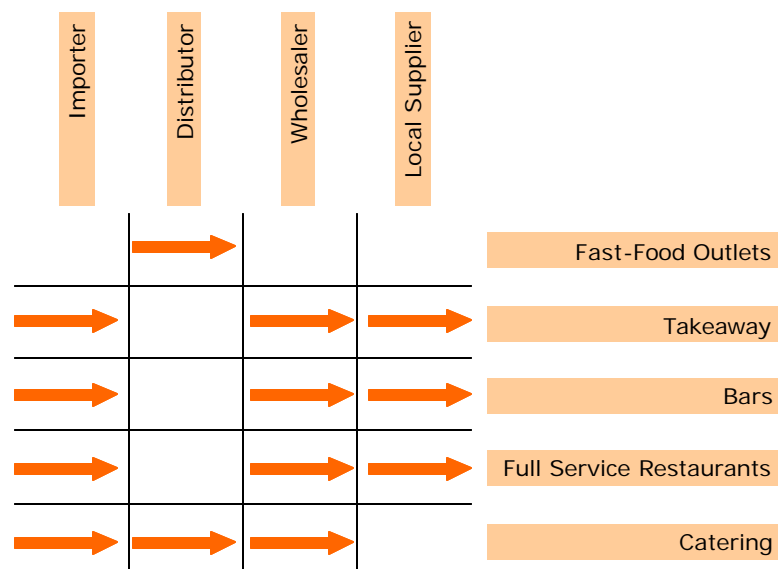 Importer
Distributor
Wholesaler
Local Supplier
Fast-Food Outlets
Takeaway
Bars
Full Service Restaurants
Catering